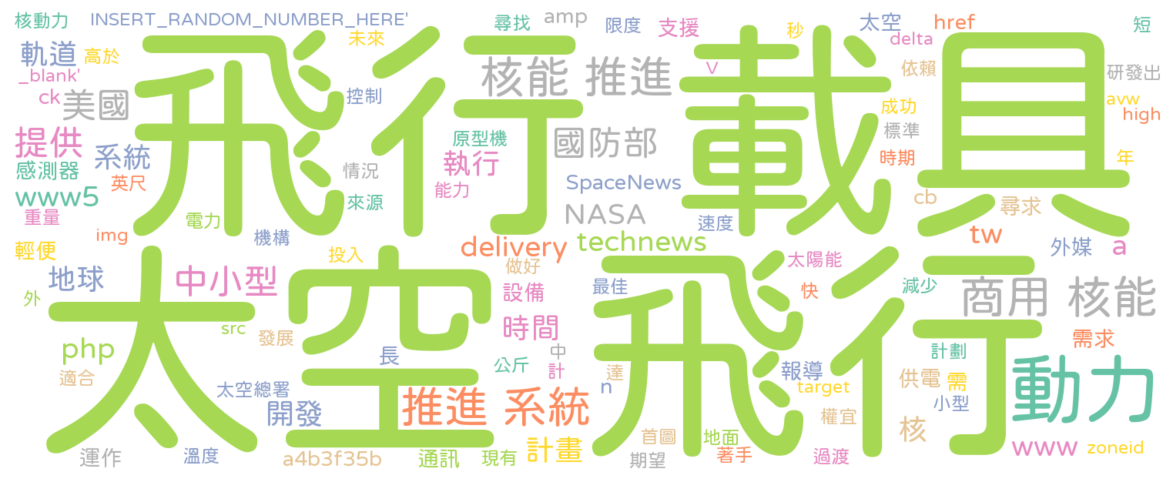 核動力 INSERT_RANDOM_NUMBER_HERE' 未來 尋找 amp 限度 支援 秒 太空 href 短
軌道 高於 飛行 載具 核能 推進 V delta 依賴 研發出
_blank' ck 美國 控制 原型機 國防部 成功 avw 標準 high
提供 系統 感測器 英尺 情況 執行 能力 時期 年
www5 來源 SpaceNews 速度 cb 尋求
重量 電力 NASA
輕便 img 機構 投入 delivery technews tw 外媒 a
地球 中小型 太空 飛行 做好 設備 最佳 太陽能 快 減少 商用 核能
外 src 發展 時間
php 長 中 計 公斤 報導 計劃 需求
適合 太空總署 達 n target 供電 需 動力
開發 推進 系統 小型 權宜 核
運作 溫度 a4b3f35b 通訊 現有 計畫 首圖 期望 地面 著手 過渡 www zoneid